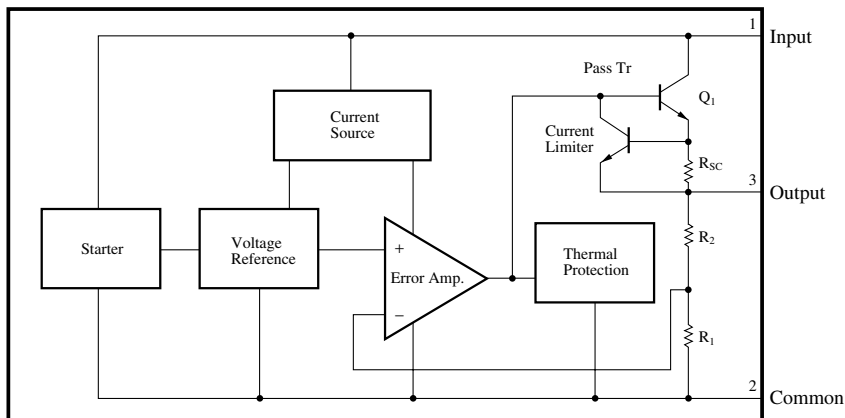 1
Input
Pass Tr
Q1
Current
Source
Current
Limiter
RSC
3
Output
Starter
Voltage
Reference
+
Error Amp.
−
Thermal
Protection
R2
R1
2
Common